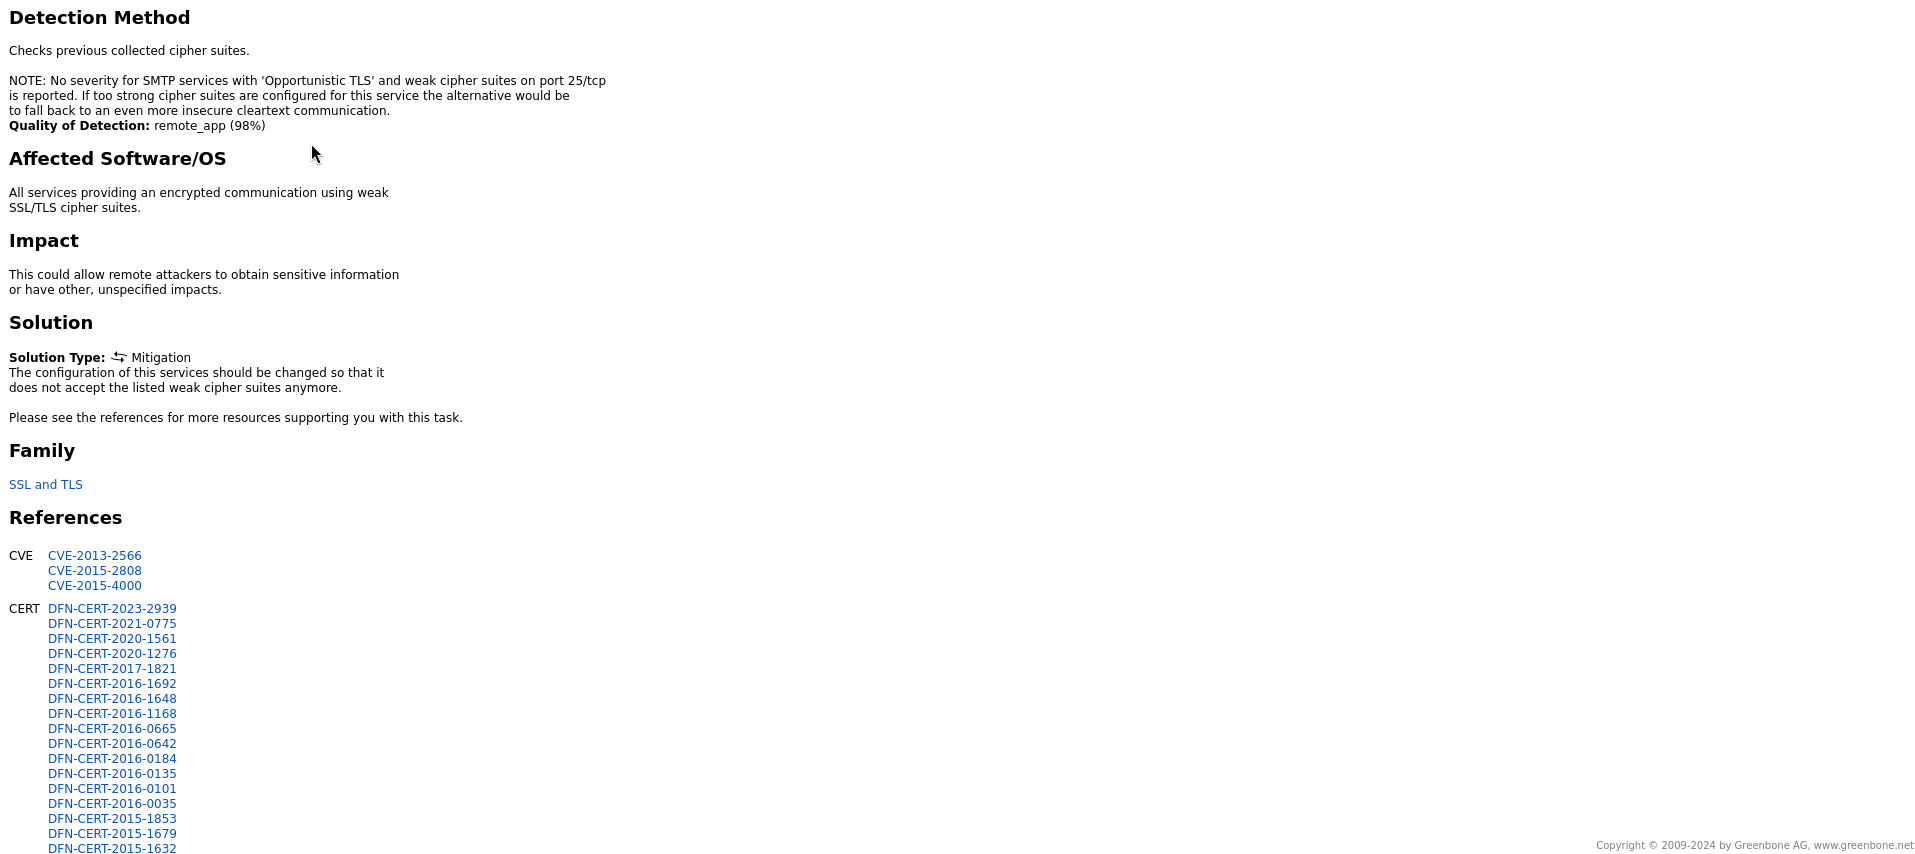 Detection Method
Checks previous collected cipher suites.
NOTE: No severity for SMTP services with 'Opportunistic TLS' and weak cipher suites on port 25/tcp
is reported. If too strong cipher suites are configured for this service the alternative would be
to fall back to an even more insecure cleartext communication.
Quality of Detection: remote_app (98%)
Affected Software/OS
All services providing an encrypted communication using weak
SSL/TLS cipher suites.
Impact
This could allow remote attackers to obtain sensitive information
or have other, unspecified impacts.
Solution
Solution Type: Mitigation
The configuration of this services should be changed so that it
does not accept the listed weak cipher suites anymore.
Please see the references for more resources supporting you with this task.
Family
SSL and TLS
References
CVE CVE-2013-2566
CVE-2015-2808
CVE-2015-4000
CERT DFN-CERT-2023-2939
DFN-CERT-2021-0775
DFN-CERT-2020-1561
DFN-CERT-2020-1276
DFN-CERT-2017-1821
DFN-CERT-2016-1692
DFN-CERT-2016-1648
DFN-CERT-2016-1168
DFN-CERT-2016-0665
DFN-CERT-2016-0642
DFN-CERT-2016-0184
DFN-CERT-2016-0135
DFN-CERT-2016-0101
DFN-CERT-2016-0035
DFN-CERT-2015-1853
DFN-CERT-2015-1679
DFN-CERT-2015-1632
Copyright © 2009-2024 by Greenbone AG, www.greenbone.net